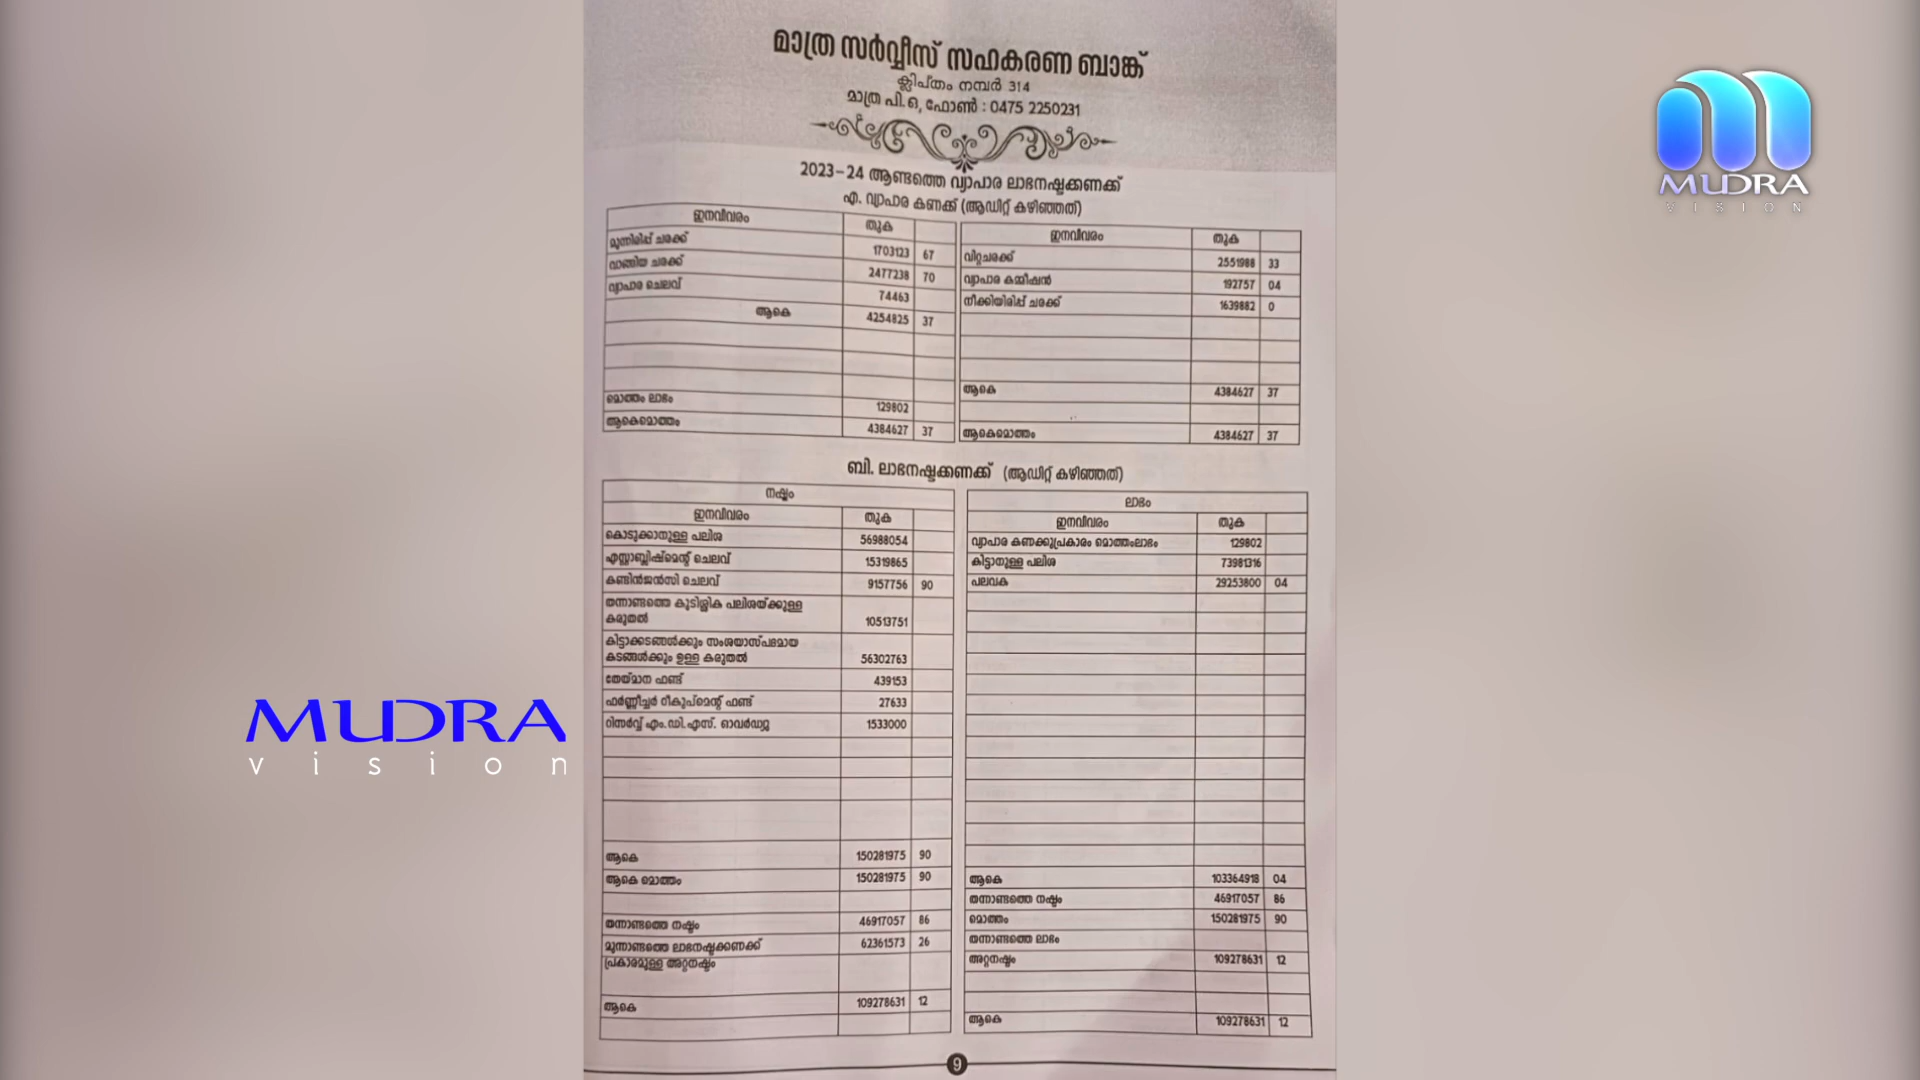 മാത്ര സർവ്വീസ് സഹകരണ ബാങ്ക്
ക്ലിപ്തം നമ്പർ 314
മാത്ര പി.ഒ, ഫോൺ : 0475 2250231
MUDRA
VISION
2023-24 ആണ്ടത്തെ വ്യാപാര ലാഭനഷ്ടക്കണക്ക്
എ. വ്യാപാര കണക്ക് (ആഡിറ്റ് കഴിഞ്ഞത്)
ഇനവിവരം തുക
മുന്നിരിപ്പ് ചരക്ക് 1703123 67
വാങ്ങിയ ചരക്ക് 2477238 70
വ്യാപാര ചെലവ് 74463
ആകെ 4254825 37
മൊത്തം ലാഭം 129802
ആകെമൊത്തം 4384627 37
ഇനവിവരം തുക
വിറ്റചരക്ക് 2551988 33
വ്യാപാര കമ്മീഷൻ 192757 04
നീക്കിയിരിപ്പ് ചരക്ക് 1639882 0
ആകെ 4384627 37
ആകെമൊത്തം 4384627 37
ബി. ലാഭനഷ്ടക്കണക്ക് (ആഡിറ്റ് കഴിഞ്ഞത്)
നഷ്ടം
ഇനവിവരം തുക
കൊടുക്കാനുള്ള പലിശ 56988054
എസ്റ്റാബ്ലിഷ്മെന്റ് ചെലവ് 15319865
കണ്ടിൻജൻസി ചെലവ് 9157756 90
തന്നാണ്ടത്തെ കുടിശ്ശിക പലിശയ്ക്കുള്ള
കരുതൽ 10513751
കിട്ടാക്കടങ്ങൾക്കും സംശയാസ്പദമായ
കടങ്ങൾക്കും ഉള്ള കരുതൽ 56302763
തേയ്മാന ഫണ്ട് 439153
ഫർണ്ണീച്ചർ റീകൂപ്മെന്റ് ഫണ്ട് 27633
റിസർവ്വ് എം.ഡി.എസ്. ഓവർഡ്യൂ 1533000
ആകെ 150281975 90
ആകെ മൊത്തം 150281975 90
തന്നാണ്ടത്തെ നഷ്ടം 46917057 86
മുന്നാണ്ടത്തെ ലാഭനഷ്ടക്കണക്ക് 62361573 26
പ്രകാരമുള്ള അറ്റനഷ്ടം
ആകെ 109278631 12
ലാഭം
ഇനവിവരം തുക
വ്യാപാര കണക്കുപ്രകാരം മൊത്തംലാഭം 129802
കിട്ടാനുള്ള പലിശ 73981316
പലവക 29253800 04
ആകെ 103364918 04
തന്നാണ്ടത്തെ നഷ്ടം 46917057 86
മൊത്തം 150281975 90
തന്നാണ്ടത്തെ ലാഭം
അറ്റനഷ്ടം 109278631 12
ആകെ 109278631 12
9
MUDRA
vision